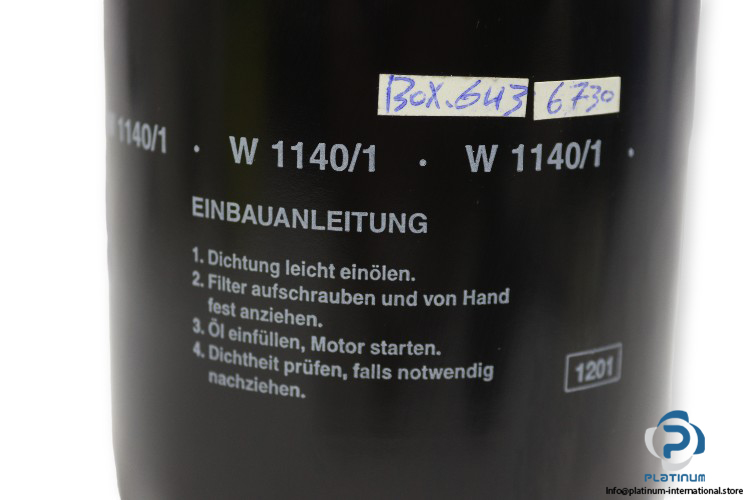 BOX.643 6730
W 1140/1 · W 1140/1 · W 1140/1 ·
EINBAUANLEITUNG
1. Dichtung leicht einölen.
2. Filter aufschrauben und von Hand
fest anziehen.
3. Öl einfüllen, Motor starten.
4. Dichtheit prüfen, falls notwendig
nachziehen.
1201
PLATINUM
Info@platinum-international.store